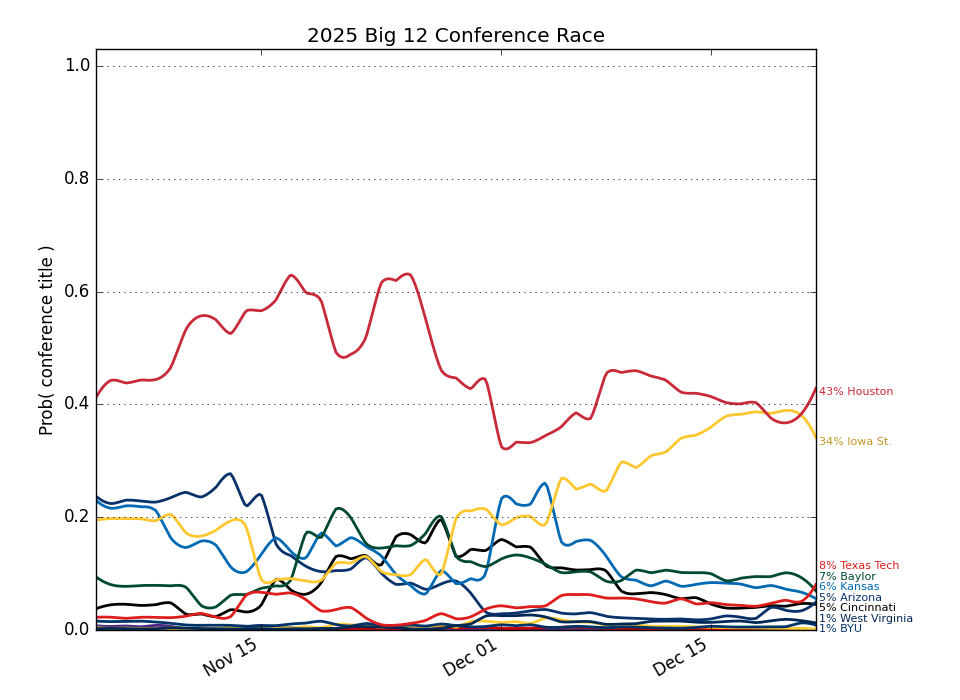 2025 Big 12 Conference Race
Prob( conference title )
1.0
0.8
0.6
0.4
0.2
0.0
Nov 15
Dec 01
Dec 15
43% Houston
34% Iowa St.
8% Texas Tech
7% Baylor
6% Kansas
5% Arizona
5% Cincinnati
1% West Virginia
1% BYU